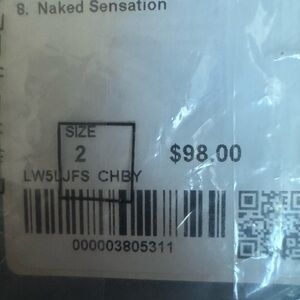 8. Naked Sensation
SIZE
2
$98.00
LW5LJFS CHBY
000003805311